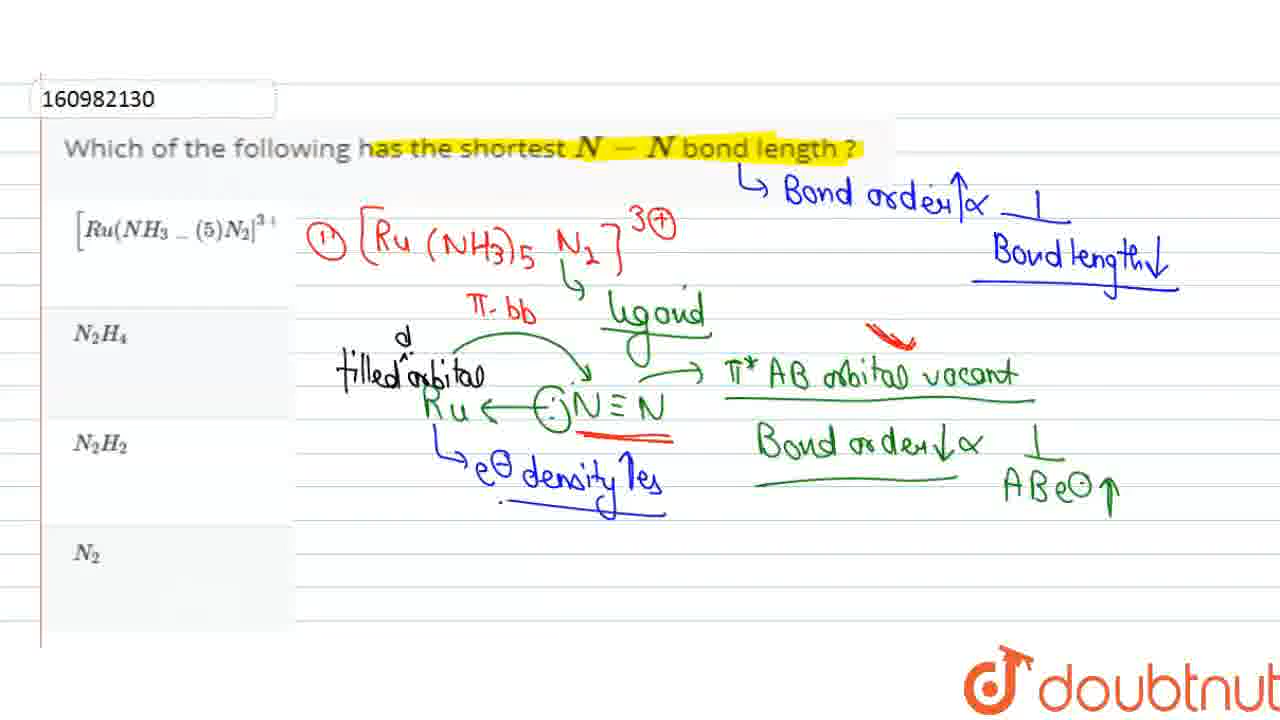 160982130
Which of the following has the shortest N − N bond length ?
↳ Bond order↑ ∝ 1/Bond length↓
[Ru(NH₃ − (5)N₂]³⁺
① [Ru (NH3)5 N2]3⊕
ligand
π-bb
N₂H₄
filled d orbital
π* AB orbital vacant
Ru ← :N≡N
N₂H₂
Bond order↓ ∝ 1/ABe⊖↑
e⊖ density↑es
N₂
doubtnut